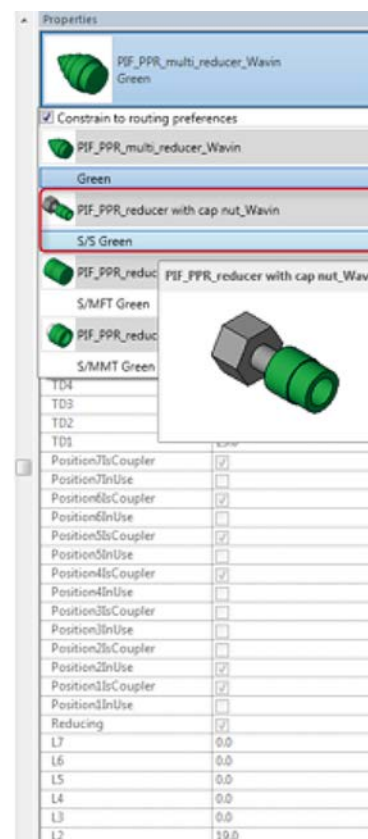 Properties
PIF_PPR_multi_reducer_Wavin
Green
Constrain to routing preferences
PIF_PPR_multi_reducer_Wavin
Green
PIF_PPR_reducer with cap nut_Wavin
S/S Green
PIF_PPR_reduc
PIF_PPR_reducer with cap nut_Wav
S/MFT Green
PIF_PPR_reduc
S/MMT Green
TD4
TD3
TD2
TD1
Position7IsCoupler
Position7InUse
Position6IsCoupler
Position6InUse
Position5IsCoupler
Position5InUse
Position4IsCoupler
Position4InUse
Position3IsCoupler
Position3InUse
Position2IsCoupler
Position2InUse
Position1IsCoupler
Position1InUse
Reducing
L7 0.0
L6 0.0
L5 0.0
L4 0.0
L3 0.0
L2 19.0